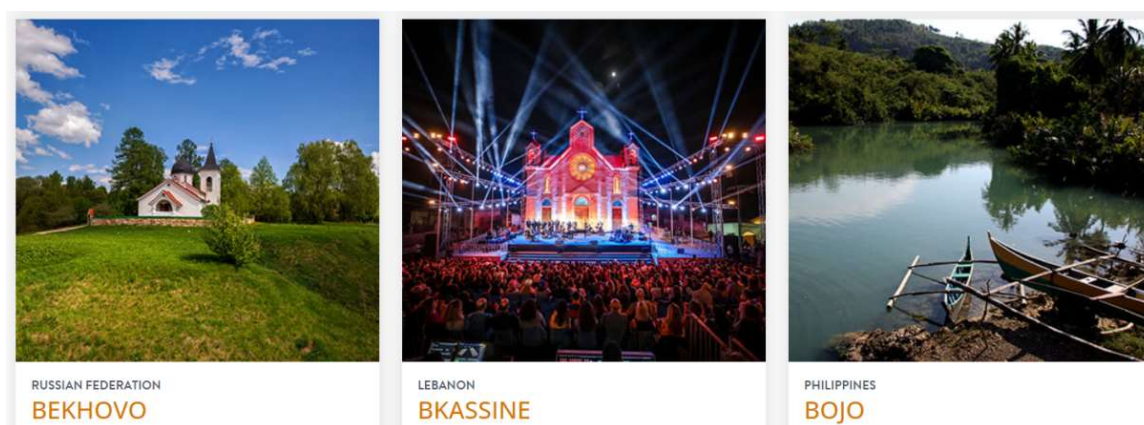 RUSSIAN FEDERATION
BEKHOVO
LEBANON
BKASSINE
PHILIPPINES
BOJO